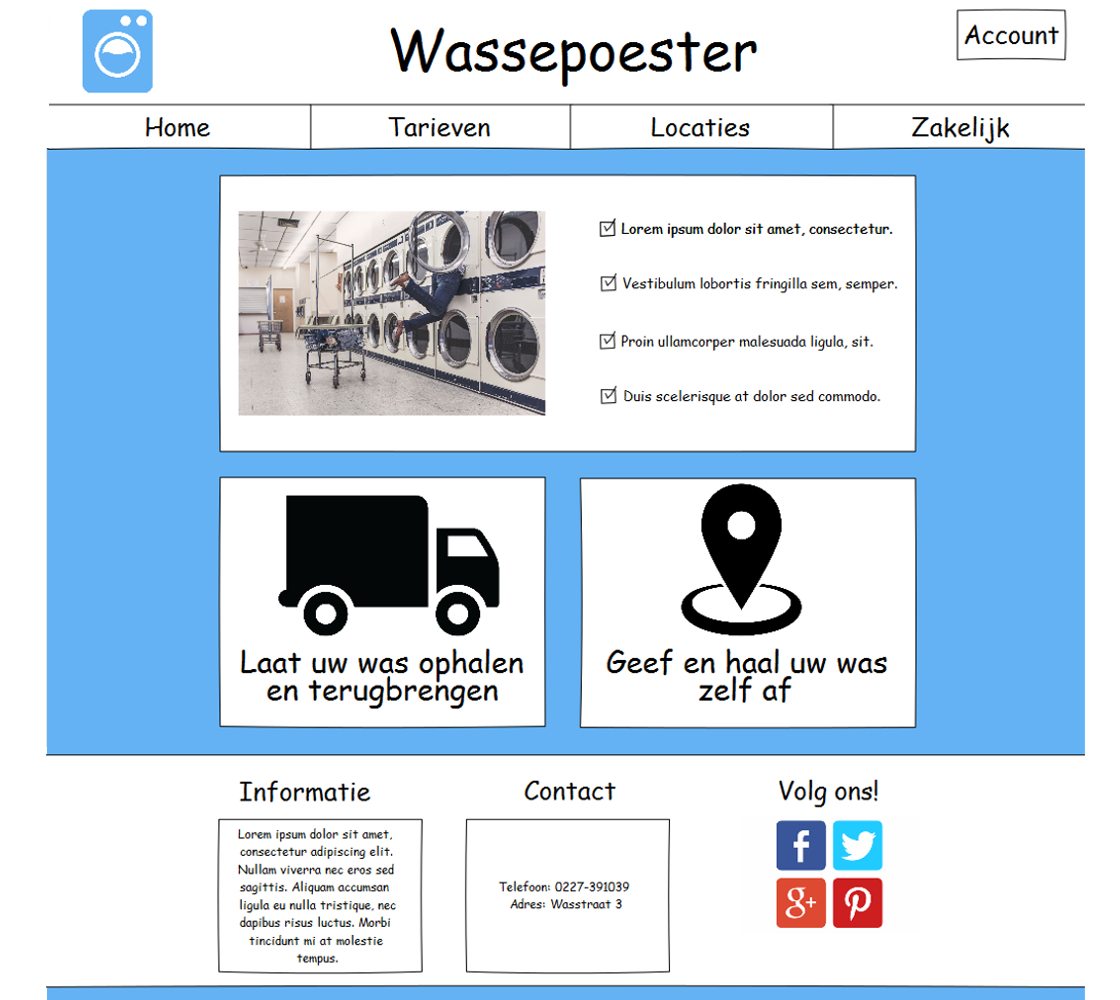 Wassepoester
Account
Home
Tarieven
Locaties
Zakelijk
Lorem ipsum dolor sit amet, consectetur.
Vestibulum lobortis fringilla sem, semper.
Proin ullamcorper malesuada ligula, sit.
Duis scelerisque at dolor sed commodo.
Laat uw was ophalen
en terugbrengen
Geef en haal uw was
zelf af
Informatie
Lorem ipsum dolor sit amet,
consectetur adipiscing elit.
Nullam viverra nec eros sed
sagittis. Aliquam accumsan
ligula eu nulla tristique, nec
dapibus risus luctus. Morbi
tincidunt mi at molestie
tempus.
Contact
Telefoon: 0227-391039
Adres: Wasstraat 3
Volg ons!
f
g+
p